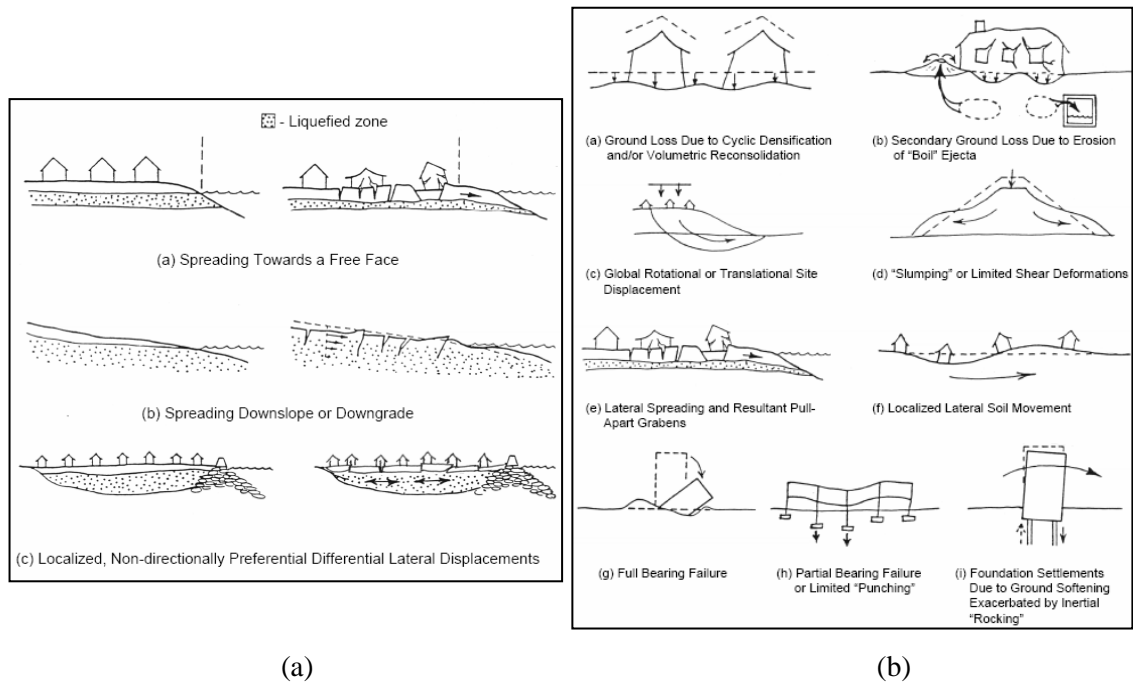 - Liquefied zone
(a) Spreading Towards a Free Face
(b) Spreading Downslope or Downgrade
(c) Localized, Non-directionally Preferential Differential Lateral Displacements
(a)
(a) Ground Loss Due to Cyclic Densification
and/or Volumetric Reconsolidation
(b) Secondary Ground Loss Due to Erosion
of "Boil" Ejecta
(c) Global Rotational or Translational Site
Displacement
(d) "Slumping" or Limited Shear Deformations
(e) Lateral Spreading and Resultant Pull-
Apart Grabens
(f) Localized Lateral Soil Movement
(g) Full Bearing Failure
(h) Partial Bearing Failure
or Limited "Punching"
(i) Foundation Settlements
Due to Ground Softening
Exacerbated by Inertial
"Rocking"
(b)